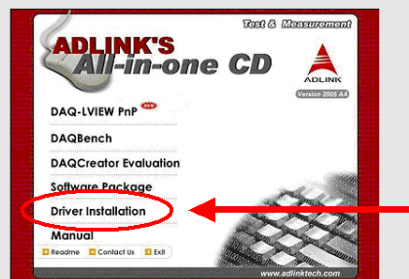 Test & Measurement
ADLINK'S
All-in-one CD
ADLINK
Version 2005 A4
DAQ-LVIEW PnP NEW
DAQBench
DAQCreator Evaluation
Software Package
Driver Installation
Manual
Readme Contact Us Exit
www.adlinktech.com